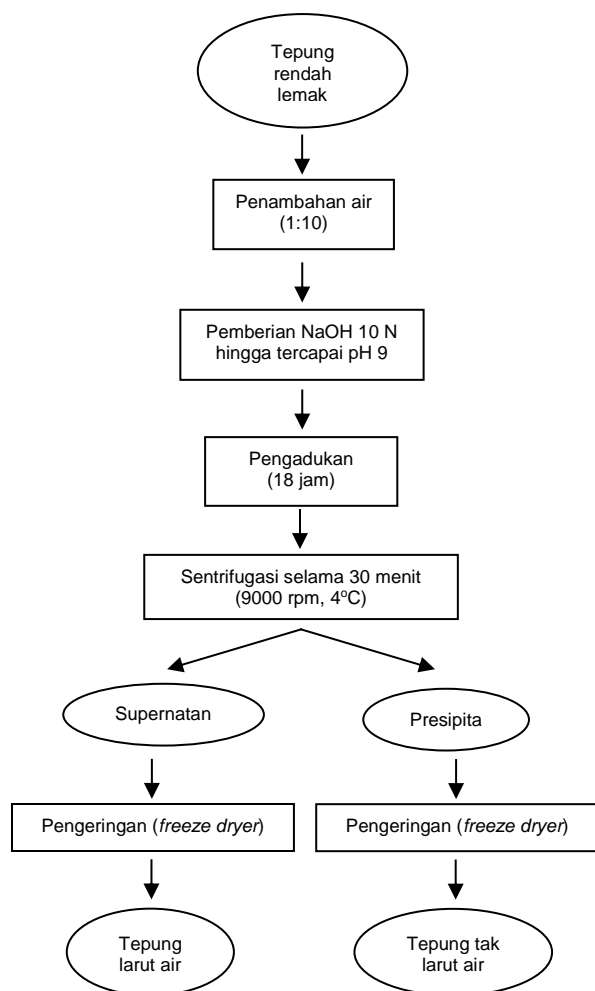 Tepung
rendah
lemak
Penambahan air
(1:10)
Pemberian NaOH 10 N
hingga tercapai pH 9
Pengadukan
(18 jam)
Sentrifugasi selama 30 menit
(9000 rpm, 4ºC)
Supernatan
Presipita
Pengeringan (freeze dryer)
Pengeringan (freeze dryer)
Tepung
larut air
Tepung tak
larut air